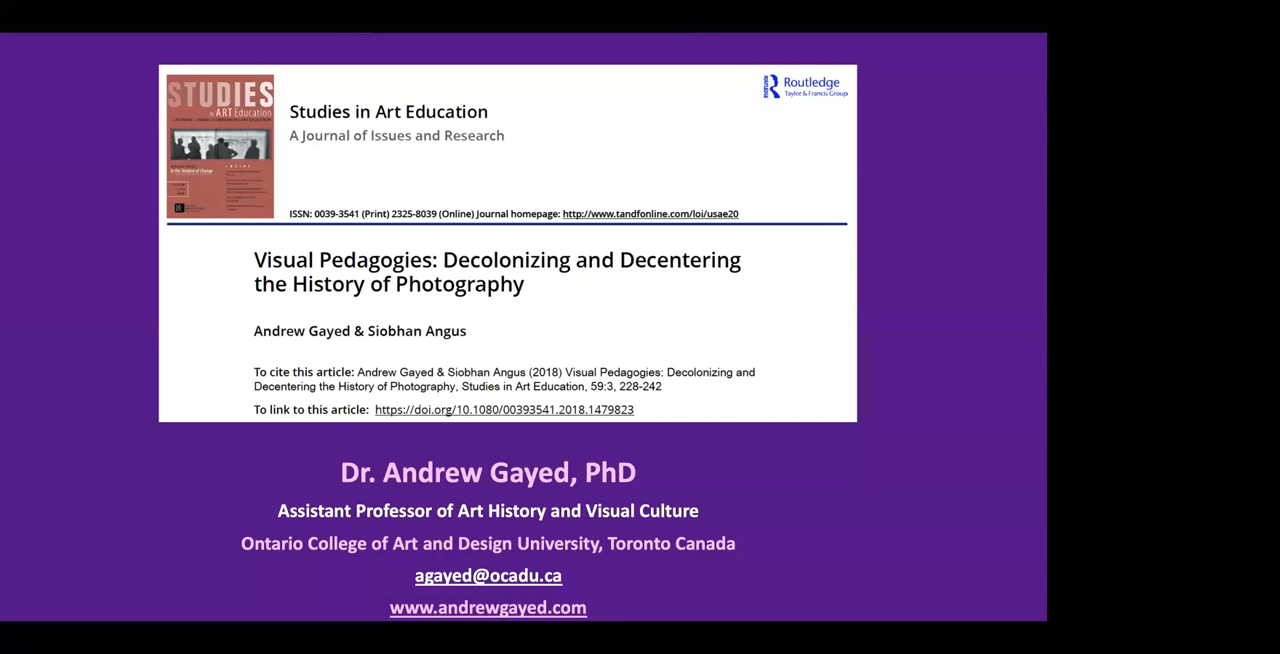 STUDIES
in ART Education
Routledge
Taylor & Francis Group
Studies in Art Education
A Journal of Issues and Research
In the Shadow of Change
ISSN: 0039-3541 (Print) 2325-8039 (Online) Journal homepage: http://www.tandfonline.com/loi/usae20
Visual Pedagogies: Decolonizing and Decentering
the History of Photography
Andrew Gayed & Siobhan Angus
To cite this article: Andrew Gayed & Siobhan Angus (2018) Visual Pedagogies: Decolonizing and
Decentering the History of Photography, Studies in Art Education, 59:3, 228-242
To link to this article: https://doi.org/10.1080/00393541.2018.1479823
Dr. Andrew Gayed, PhD
Assistant Professor of Art History and Visual Culture
Ontario College of Art and Design University, Toronto Canada
agayed@ocadu.ca
www.andrewgayed.com